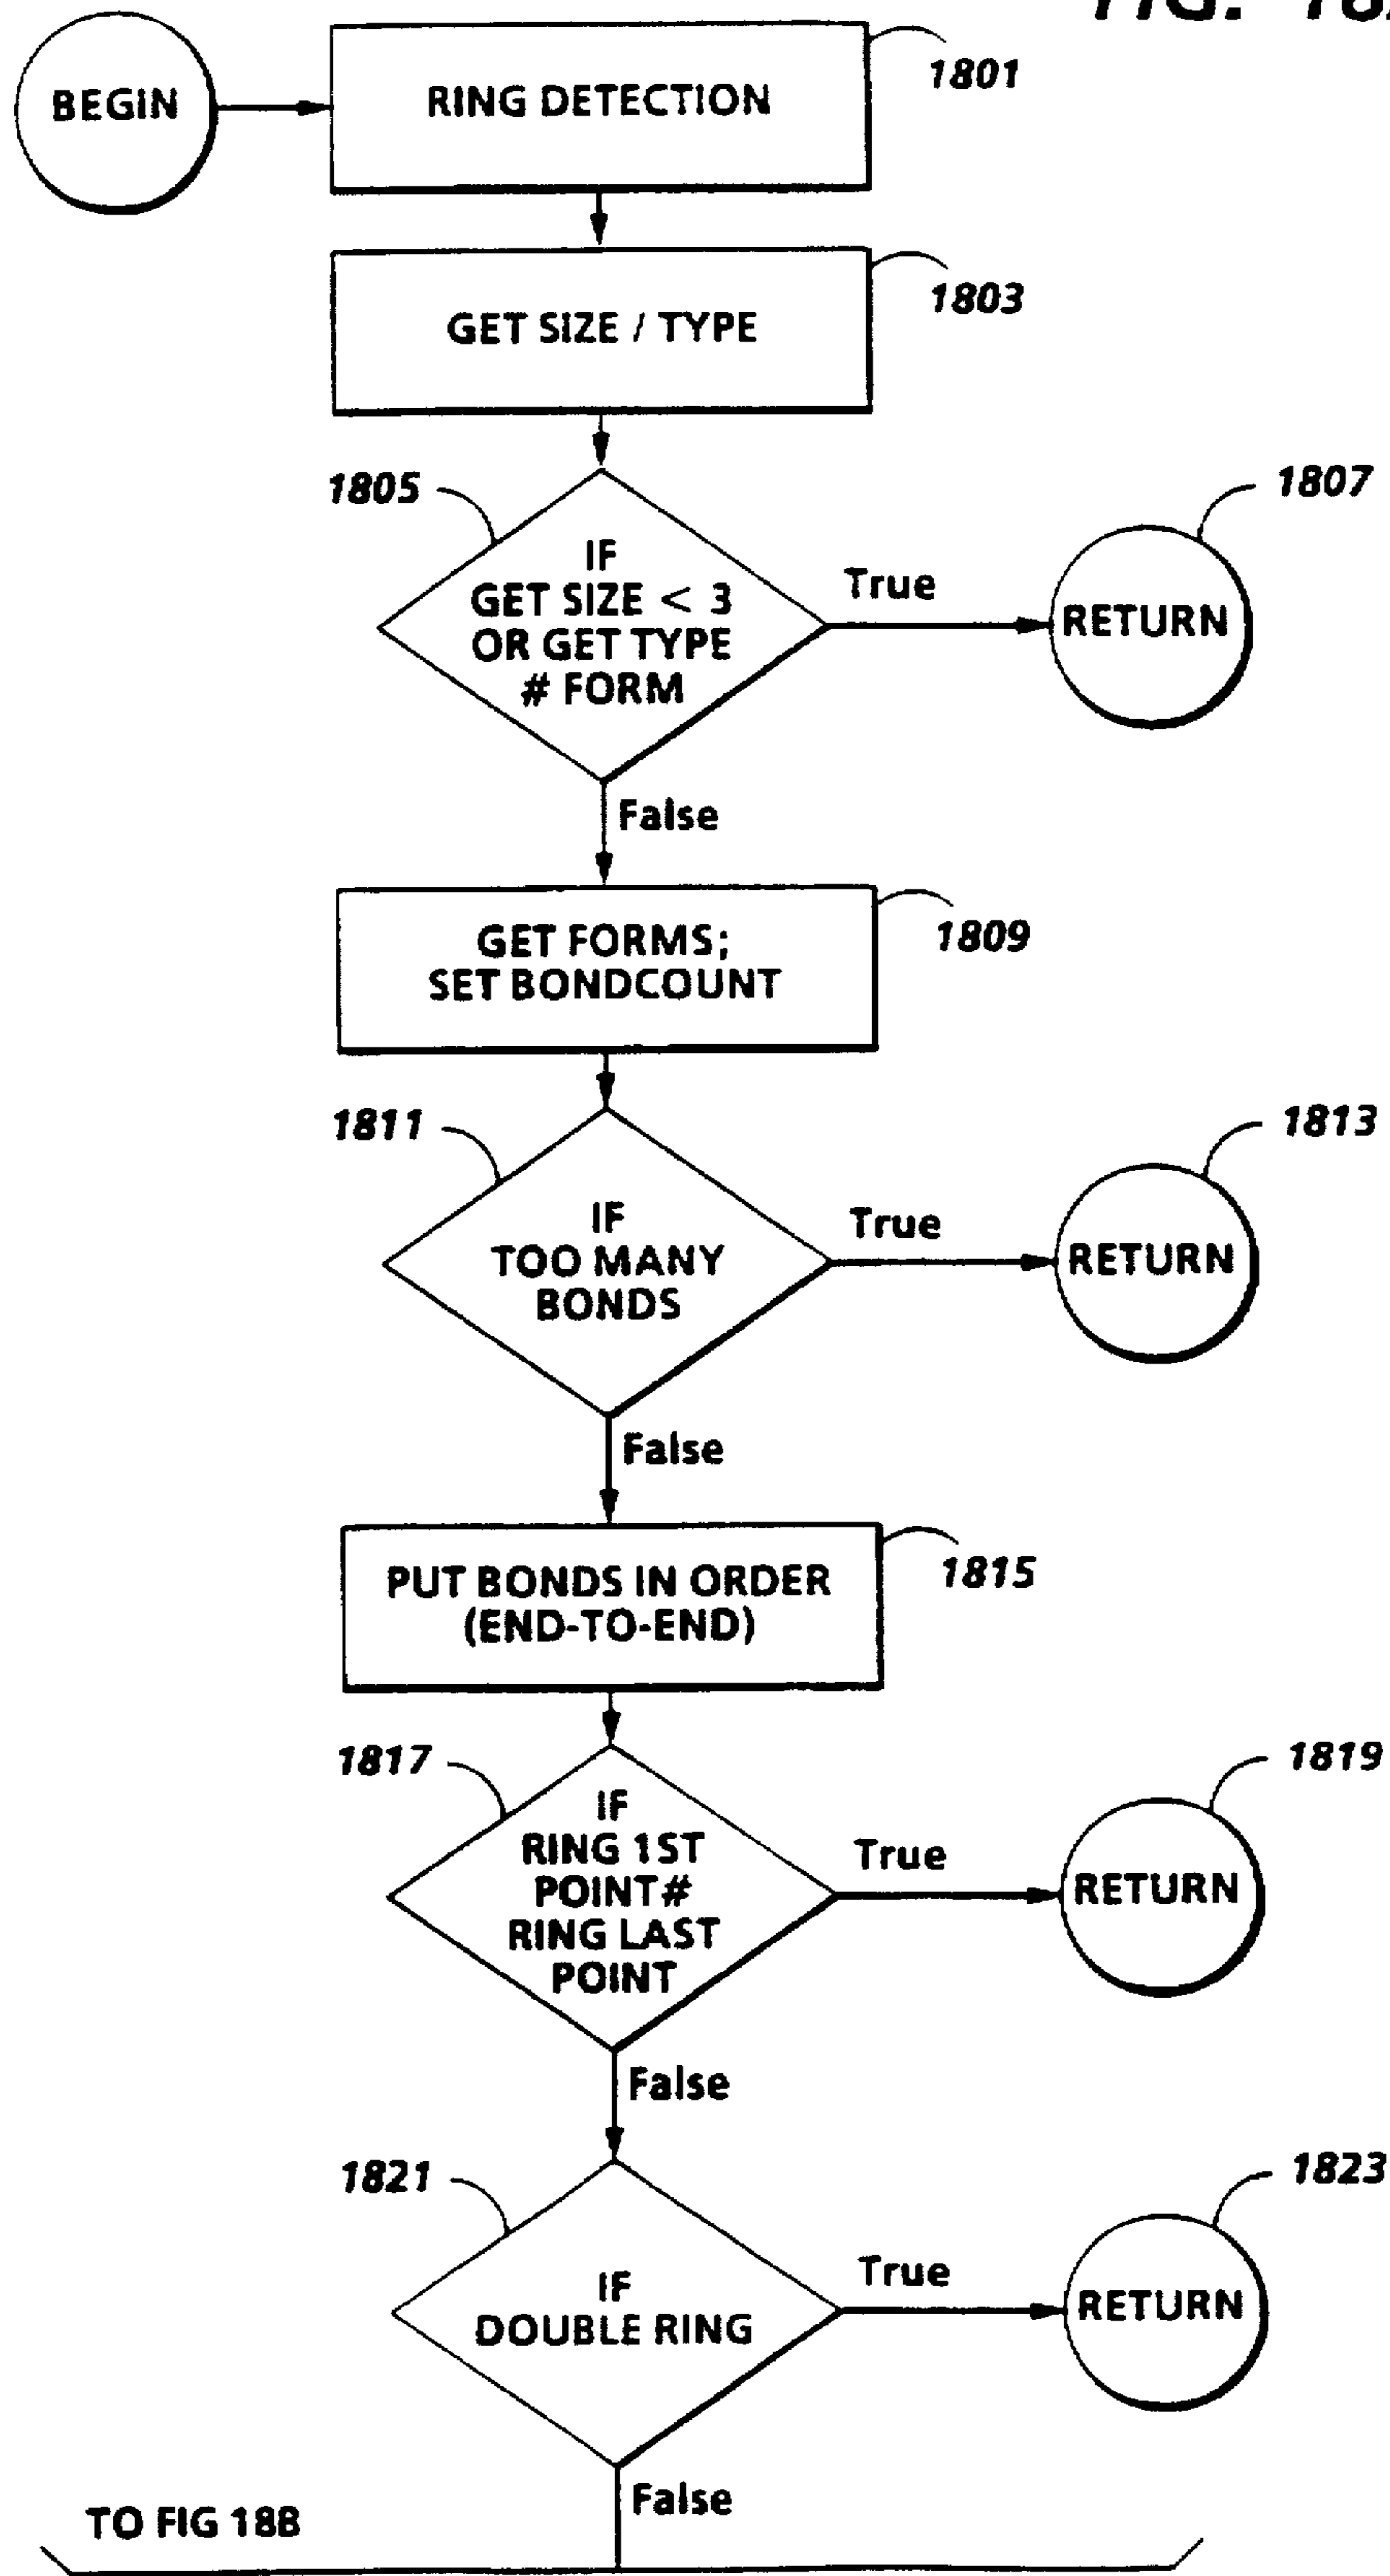 FIG. 18
BEGIN
RING DETECTION
1801
GET SIZE / TYPE
1803
1805
IF
GET SIZE < 3
OR GET TYPE
# FORM
True
1807
RETURN
False
GET FORMS;
SET BONDCOUNT
1809
1811
IF
TOO MANY
BONDS
True
1813
RETURN
False
PUT BONDS IN ORDER
(END-TO-END)
1815
1817
IF
RING 1ST
POINT#
RING LAST
POINT
True
1819
RETURN
False
1821
IF
DOUBLE RING
True
1823
RETURN
False
TO FIG 18B